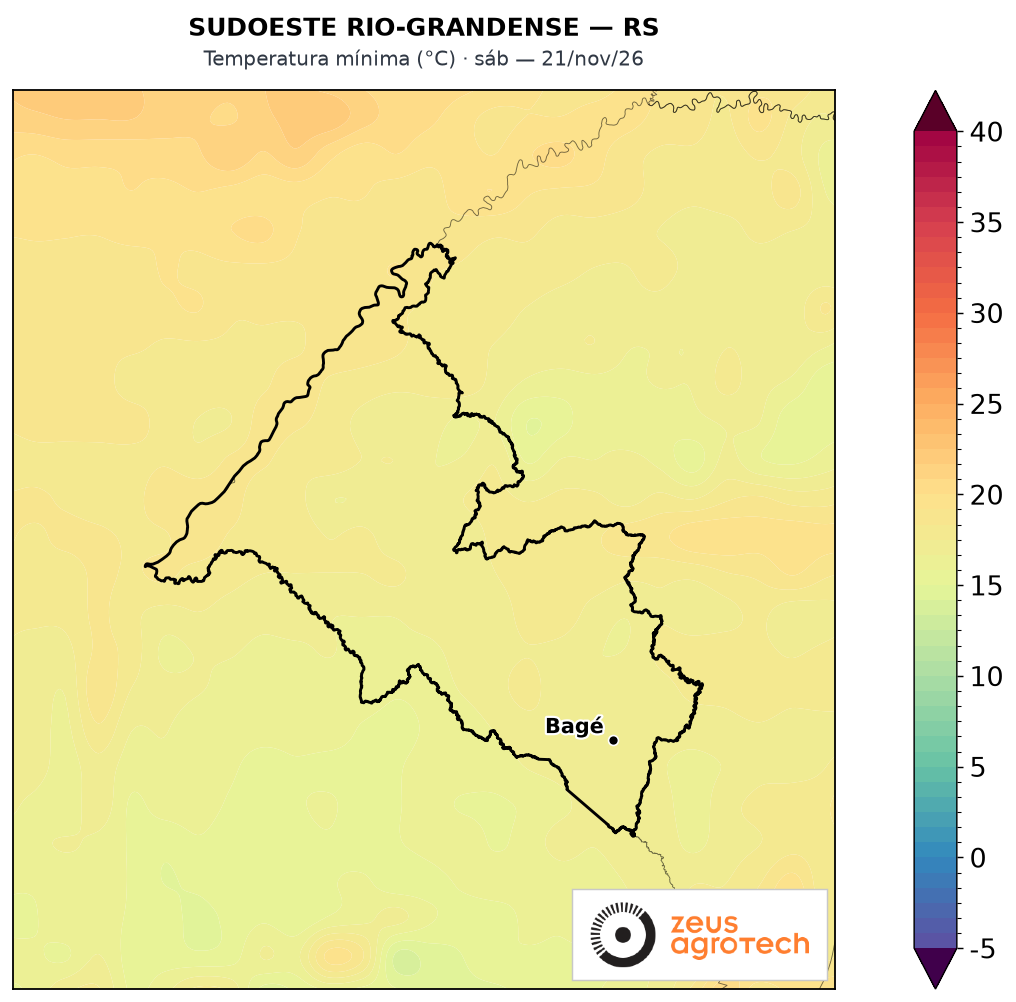 SUDOESTE RIO-GRANDENSE — RS
Temperatura mínima (°C) · sáb — 21/nov/26
40
35
30
25
20
15
10
5
0
-5
Bagé
zeus
agrotech